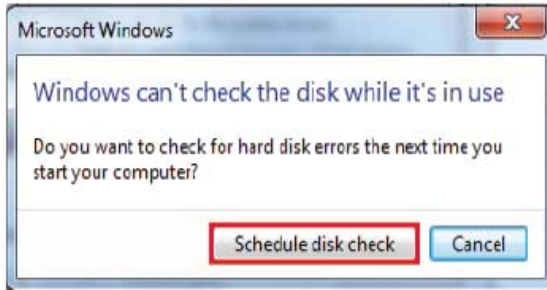 Microsoft Windows
Windows can't check the disk while it's in use
Do you want to check for hard disk errors the next time you
start your computer?
Schedule disk check
Cancel